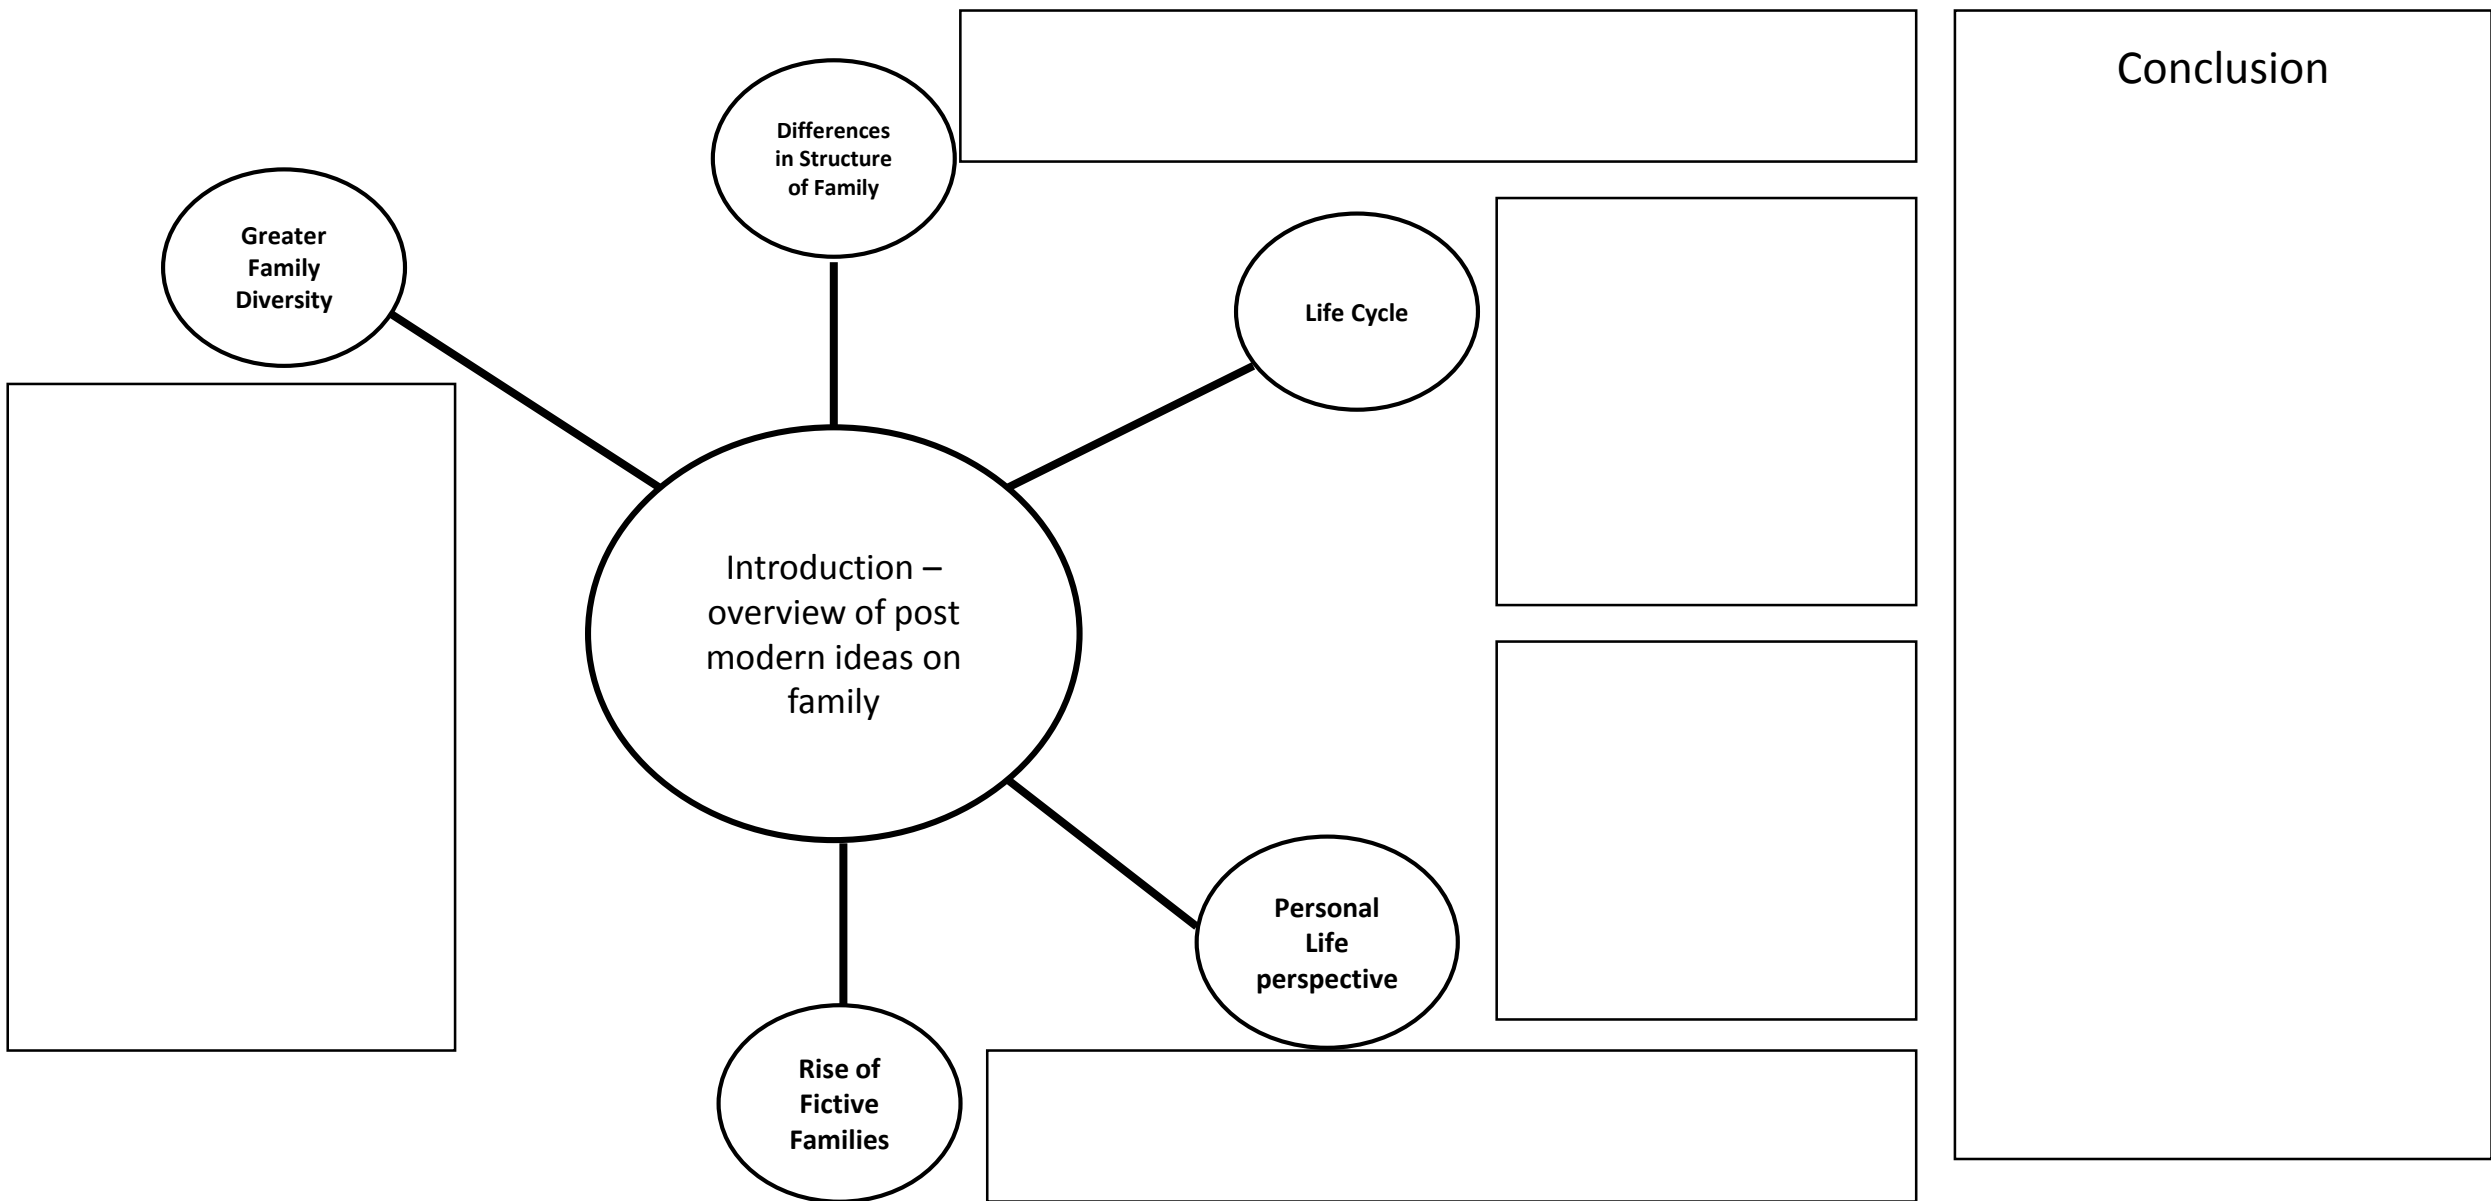 Conclusion
Differences
in Structure
of Family
Greater
Family
Diversity
Life Cycle
Introduction –
overview of post
modern ideas on
family
Personal
Life
perspective
Rise of
Fictive
Families